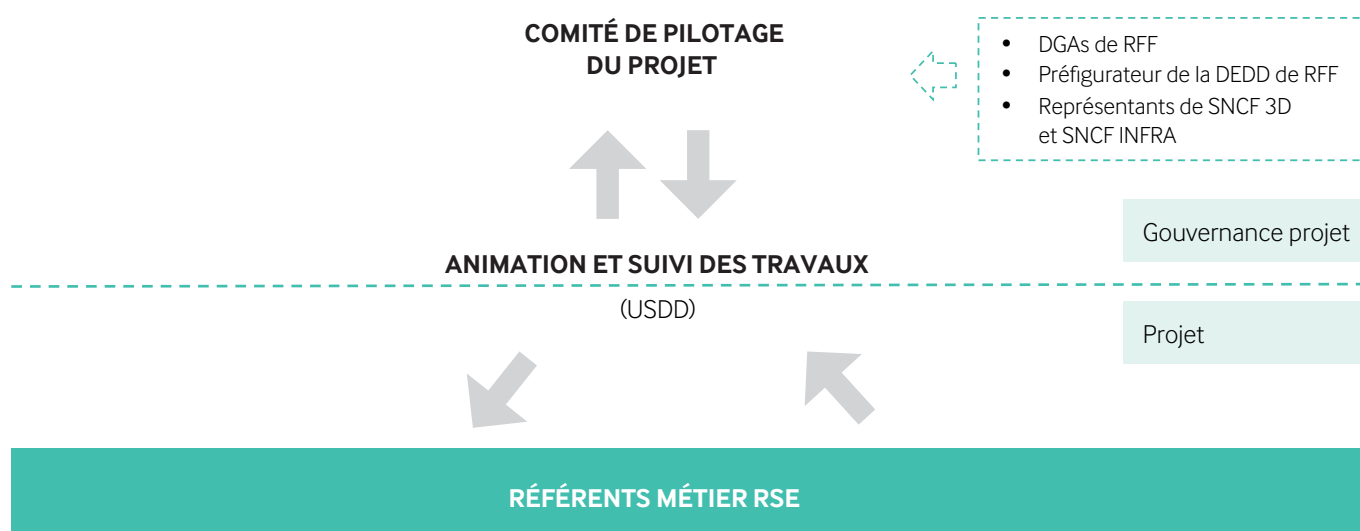 COMITÉ DE PILOTAGE
DU PROJET
• DGAs de RFF
• Préfigurateur de la DEDD de RFF
• Représentants de SNCF 3D
et SNCF INFRA
Gouvernance projet
ANIMATION ET SUIVI DES TRAVAUX
(USDD)
Projet
RÉFÉRENTS MÉTIER RSE